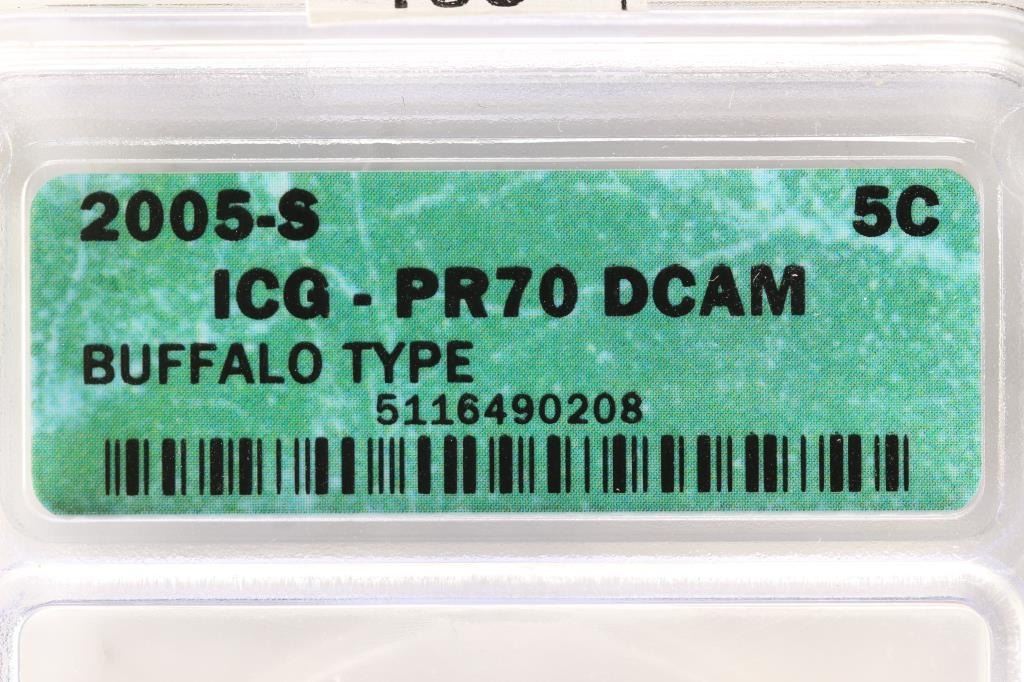 2005-S 5C
ICG - PR70 DCAM
BUFFALO TYPE
5116490208